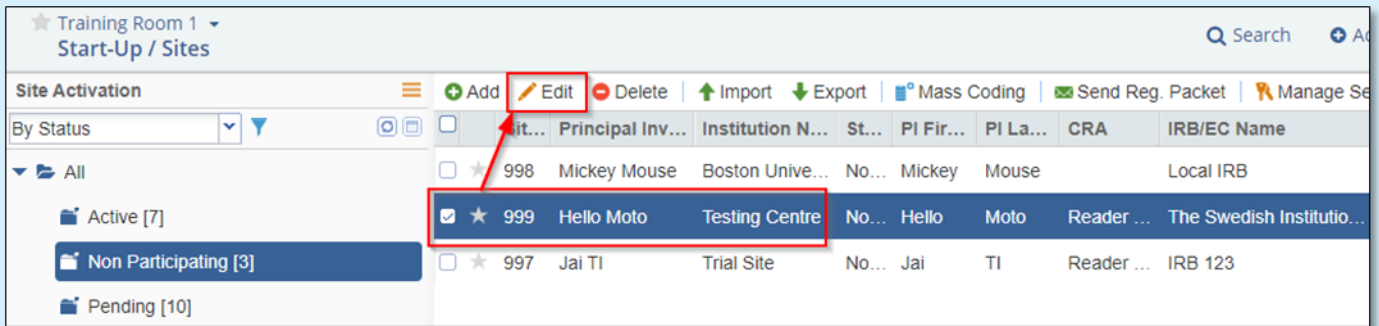 Training Room 1
Start-Up / Sites
Search
Site Activation
Add Edit Delete Import Export Mass Coding Send Reg. Packet Manage Se
By Status
Sit... Principal Inv... Institution N... St... PI Fir... PI La... CRA IRB/EC Name
All
998 Mickey Mouse Boston Unive... No... Mickey Mouse Local IRB
Active [7]
999 Hello Moto Testing Centre No... Hello Moto Reader ... The Swedish Institutio...
Non Participating [3]
997 Jai TI Trial Site No... Jai TI Reader ... IRB 123
Pending [10]